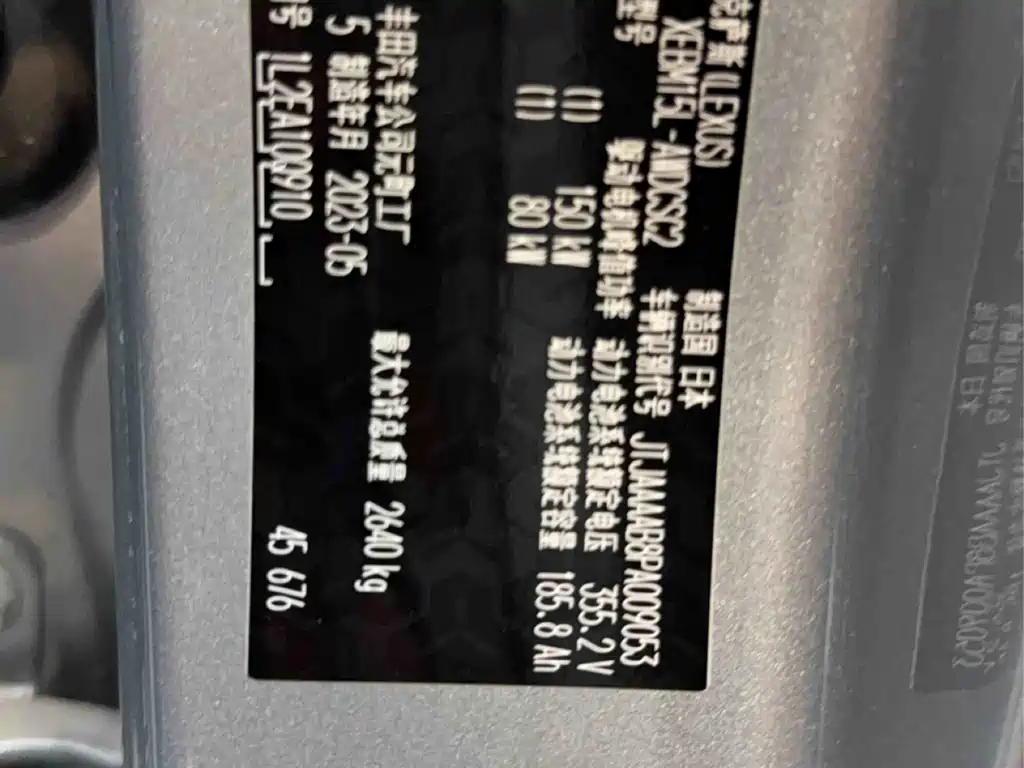 克萨斯 (LEXUS) 制造国 日本
型号 XEBM15L-AWDCSC2 车辆识别代号 JTJAAAAB8PA009053
驱动电机峰值功率 动力电池系统额定电压 355.2 V
(1) 150 kW 动力电池系统额定容量 185.8 Ah
(1) 80 kW
丰田汽车公司元町工厂 最大允许总质量 2640 kg
5 制造年月 2023-05
号 1L2EA100910 45 676